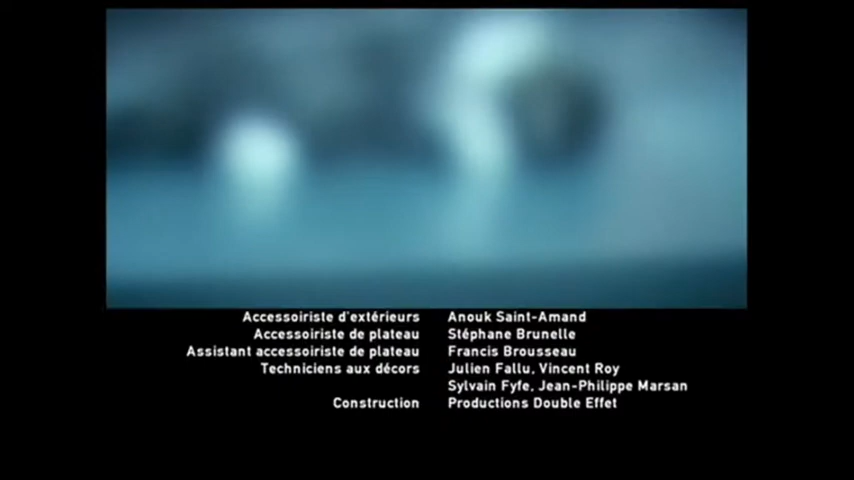 Accessoiriste d'extérieurs Anouk Saint-Amand
Accessoiriste de plateau Stéphane Brunelle
Assistant accessoiriste de plateau Francis Brousseau
Techniciens aux décors Julien Fallu, Vincent Roy
Sylvain Fyfe, Jean-Philippe Marsan
Construction Productions Double Effet